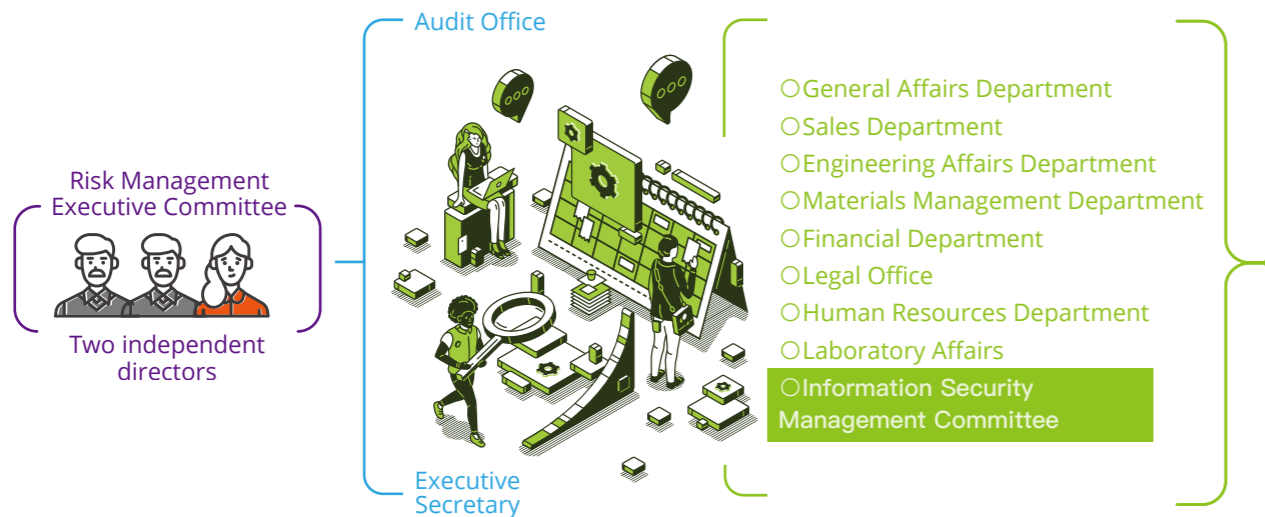 Risk Management
Executive Committee
Two independent
directors
Audit Office
Executive
Secretary
○General Affairs Department
○Sales Department
○Engineering Affairs Department
○Materials Management Department
○Financial Department
○Legal Office
○Human Resources Department
○Laboratory Affairs
○Information Security
Management Committee